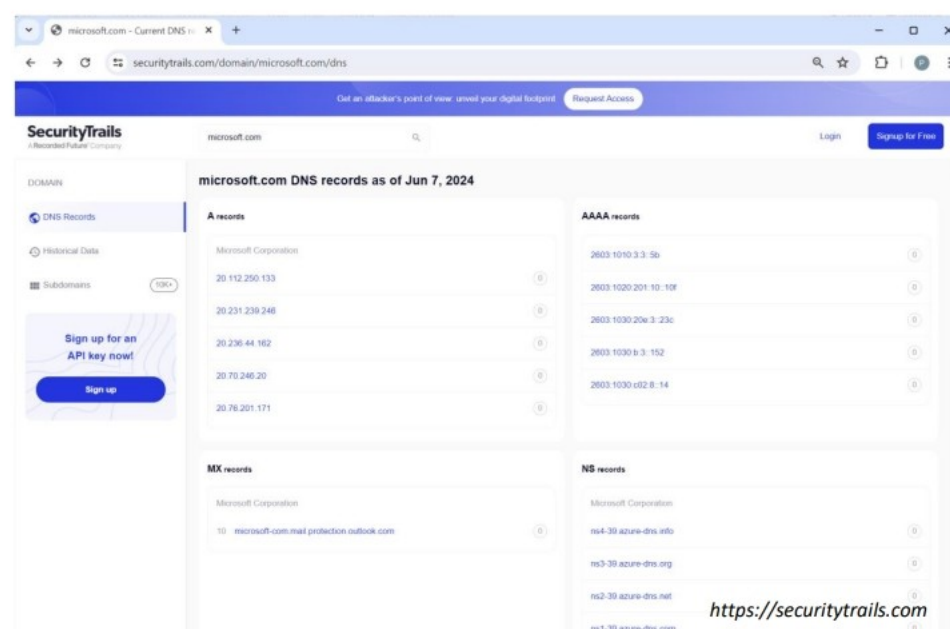 microsoft.com - Current DNS re
securitytrails.com/domain/microsoft.com/dns
P
Get an attacker's point of view: unveil your digital footprint
Request Access
SecurityTrails
A Recorded Future® Company
microsoft.com
Login
Signup for Free
DOMAIN
DNS Records
Historical Data
Subdomains
10K+
Sign up for an
API key now!
Sign up
microsoft.com DNS records as of Jun 7, 2024
A records
Microsoft Corporation
20.112.250.133 0
20.231.239.246 0
20.236.44.162 0
20.70.246.20 0
20.76.201.171 0
AAAA records
2603:1010:3:3::5b 0
2603:1020:201:10::10f 0
2603:1030:20e:3::23c 0
2603:1030:b:3::152 0
2603:1030:c02:8::14 0
MX records
Microsoft Corporation
10 microsoft-com.mail.protection.outlook.com 0
NS records
Microsoft Corporation
ns4-39.azure-dns.info 0
ns3-39.azure-dns.org 0
ns2-39.azure-dns.net 0
ns1-39.azure-dns.com 0
https://securitytrails.com